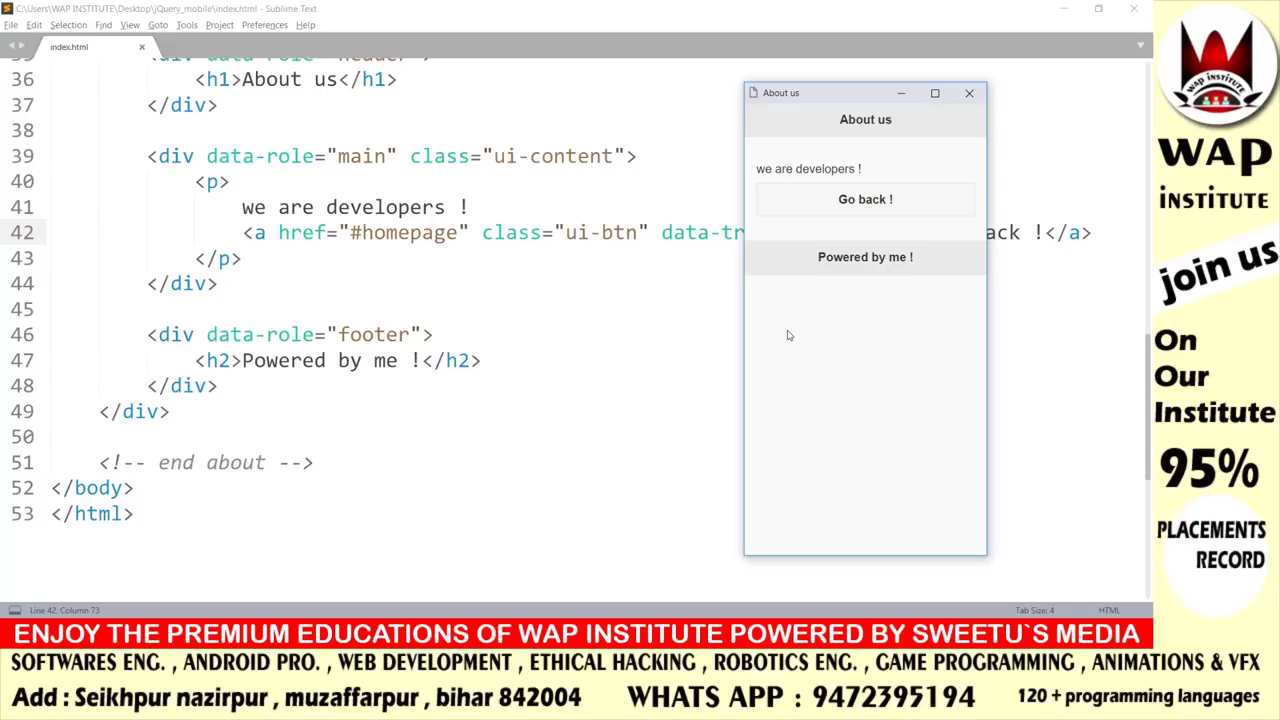 C:\Users\WAP INSTITUTE\Desktop\jQuery_mobile\index.html - Sublime Text
File Edit Selection Find View Goto Tools Project Preferences Help
index.html
36 <h1>About us</h1>
37 </div>
38
39 <div data-role="main" class="ui-content">
40 <p>
41 we are developers !
42 <a href="#homepage" class="ui-btn" data-tr ack !</a>
43 </p>
44 </div>
45
46 <div data-role="footer">
47 <h2>Powered by me !</h2>
48 </div>
49 </div>
50
51 <!-- end about -->
52 </body>
53 </html>
About us
About us
we are developers !
Go back !
Powered by me !
Line 42, Column 73
Tab Size: 4
HTML
WAP INSTITUTE
WAP
INSTITUTE
join us
On
Our
Institute
95%
PLACEMENTS
RECORD
ENJOY THE PREMIUM EDUCATIONS OF WAP INSTITUTE POWERED BY SWEETU`S MEDIA
SOFTWARES ENG. , ANDROID PRO. , WEB DEVELOPMENT , ETHICAL HACKING , ROBOTICS ENG. , GAME PROGRAMMING , ANIMATIONS & VFX
Add : Seikhpur nazirpur , muzaffarpur , bihar 842004 WHATS APP : 9472395194 120 + programming languages